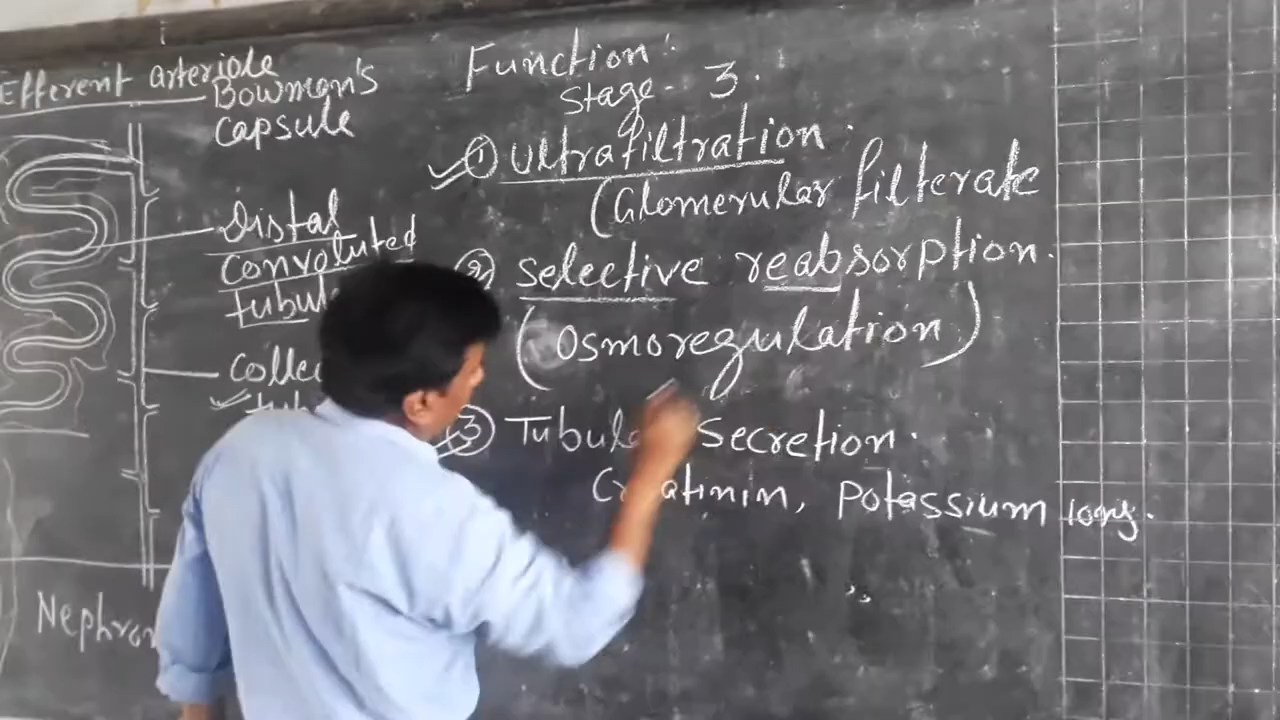 Efferent arteriole
Bowman's
Capsule
Distal
Convoluted
Nephron
Function:
Stage - 3.
① Ultrafiltration.
(Glomerular filterate
② Selective reabsorption.
(Osmoregulation)
③ Secretion.
Potassium ions.